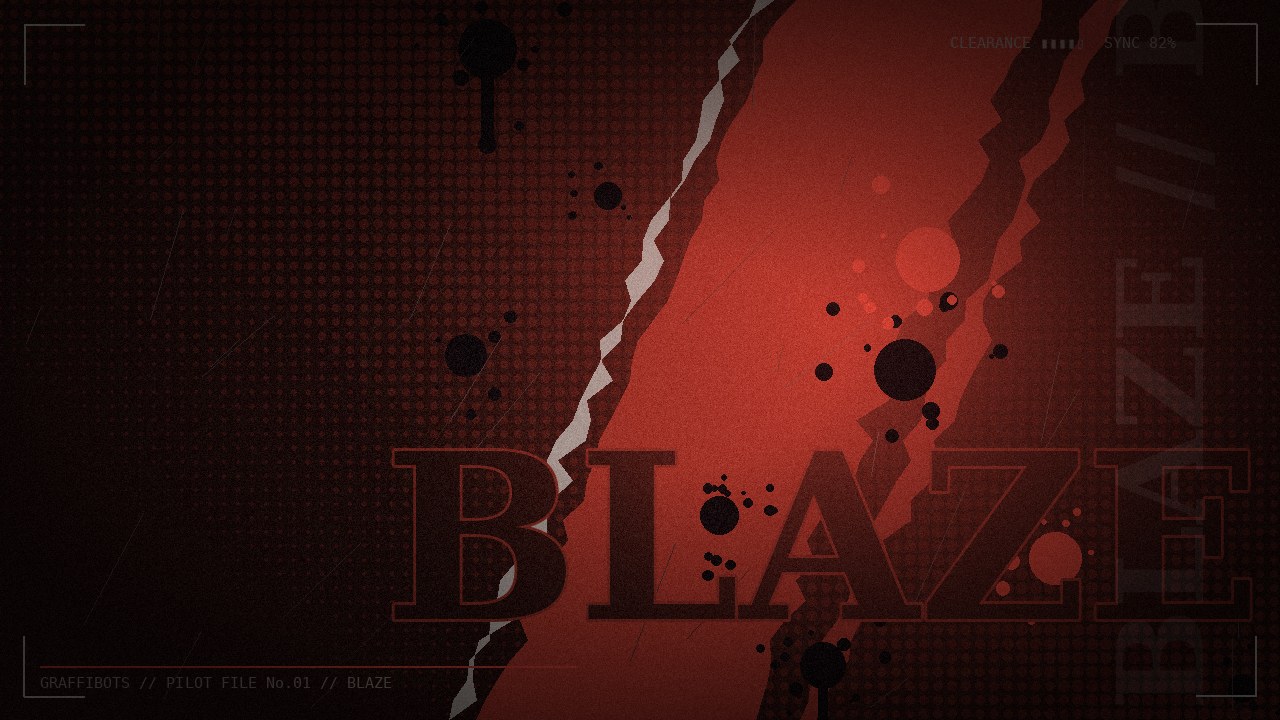 CLEARANCE SYNC 82%
BLAZE // B
BLAZE
GRAFFIBOTS // PILOT FILE No.01 // BLAZE